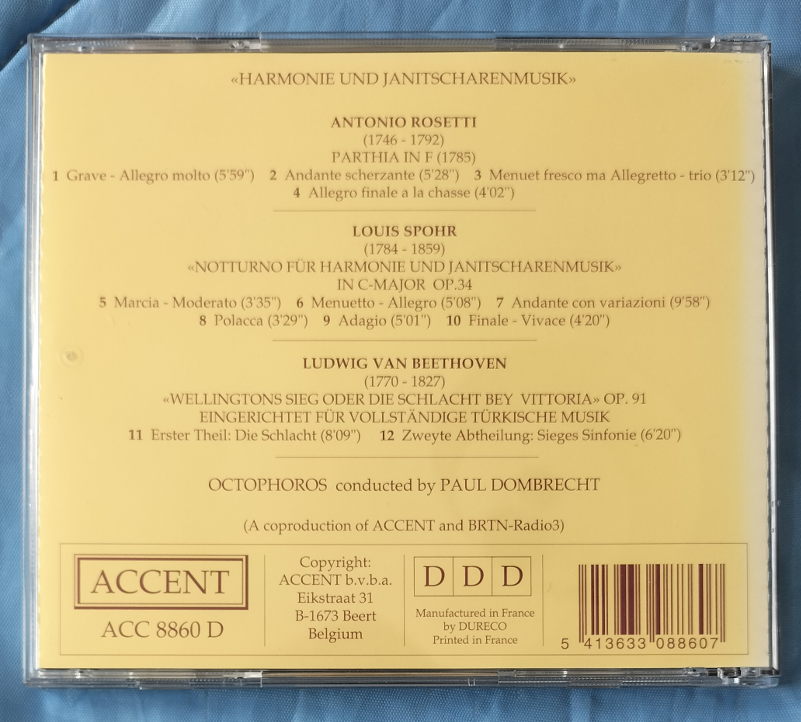 «HARMONIE UND JANITSCHARENMUSIK»
ANTONIO ROSETTI
(1746 - 1792)
PARTHIA IN F (1785)
1 Grave - Allegro molto (5'59") 2 Andante scherzante (5'28") 3 Menuet fresco ma Allegretto - trio (3'12")
4 Allegro finale a la chasse (4'02")
LOUIS SPOHR
(1784 - 1859)
«NOTTURNO FÜR HARMONIE UND JANITSCHARENMUSIK»
IN C-MAJOR OP.34
5 Marcia - Moderato (3'35") 6 Menuetto - Allegro (5'08") 7 Andante con variazioni (9'58")
8 Polacca (3'29") 9 Adagio (5'01") 10 Finale - Vivace (4'20")
LUDWIG VAN BEETHOVEN
(1770 - 1827)
«WELLINGTONS SIEG ODER DIE SCHLACHT BEY VITTORIA» OP. 91
EINGERICHTET FÜR VOLLSTÄNDIGE TÜRKISCHE MUSIK
11 Erster Theil: Die Schlacht (8'09") 12 Zweyte Abtheilung: Sieges Sinfonie (6'20")
OCTOPHOROS conducted by PAUL DOMBRECHT
(A coproduction of ACCENT and BRTN-Radio3)
ACCENT
ACC 8860 D
Copyright:
ACCENT b.v.b.a.
Eikstraat 31
B-1673 Beert
Belgium
DDD
Manufactured in France
by DURECO
Printed in France
5 413633 088607